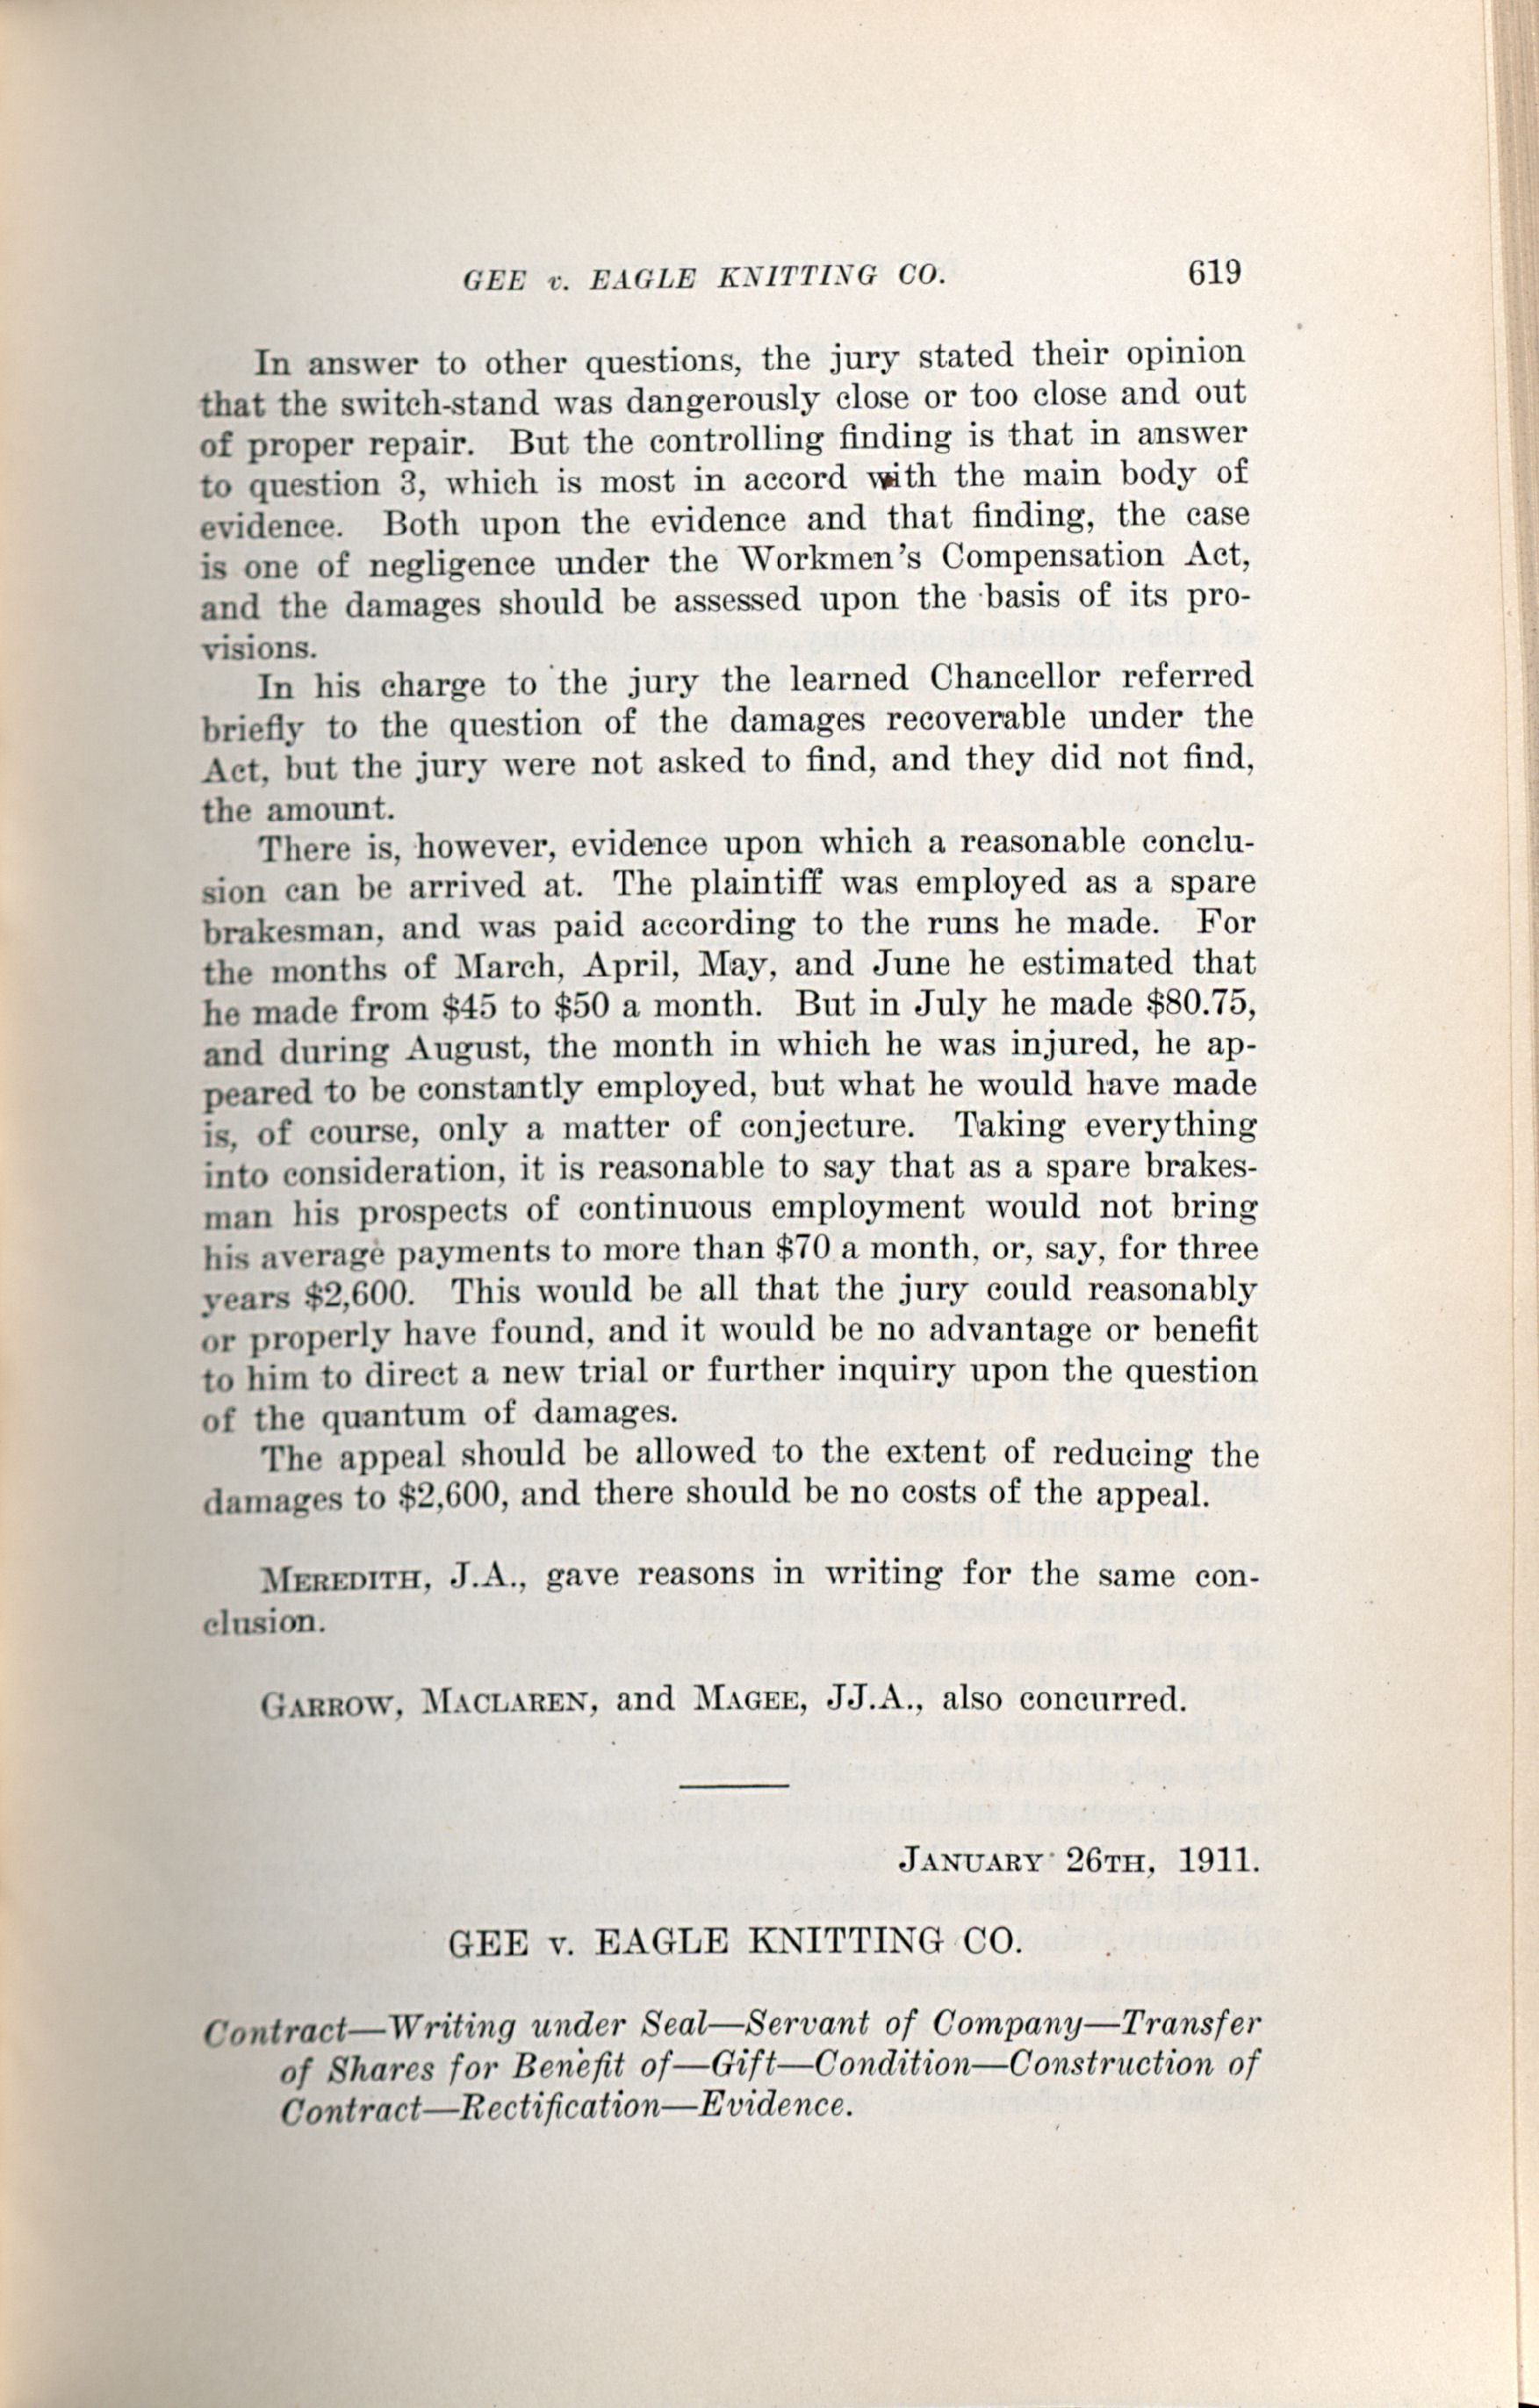 GEE v. EAGLE KNITTING CO. 619
In answer to other questions, the jury stated their opinion
that the switch-stand was dangerously close or too close and out
of proper repair. But the controlling finding is that in answer
to question 3, which is most in accord with the main body of
evidence. Both upon the evidence and that finding, the case
is one of negligence under the Workmen's Compensation Act,
and the damages should be assessed upon the basis of its pro-
visions.
In his charge to the jury the learned Chancellor referred
briefly to the question of the damages recoverable under the
Act, but the jury were not asked to find, and they did not find,
the amount.
There is, however, evidence upon which a reasonable conclu-
sion can be arrived at. The plaintiff was employed as a spare
brakesman, and was paid according to the runs he made. For
the months of March, April, May, and June he estimated that
he made from $45 to $50 a month. But in July he made $80.75,
and during August, the month in which he was injured, he ap-
peared to be constantly employed, but what he would have made
is, of course, only a matter of conjecture. Taking everything
into consideration, it is reasonable to say that as a spare brakes-
man his prospects of continuous employment would not bring
his average payments to more than $70 a month, or, say, for three
years $2,600. This would be all that the jury could reasonably
or properly have found, and it would be no advantage or benefit
to him to direct a new trial or further inquiry upon the question
of the quantum of damages.
The appeal should be allowed to the extent of reducing the
damages to $2,600, and there should be no costs of the appeal.
MEREDITH, J.A., gave reasons in writing for the same con-
clusion.
GARROW, MACLAREN, and MAGEE, JJ.A., also concurred.
JANUARY 26TH, 1911.
GEE v. EAGLE KNITTING CO.
Contract—Writing under Seal—Servant of Company—Transfer
of Shares for Benefit of—Gift—Condition—Construction of
Contract—Rectification—Evidence.